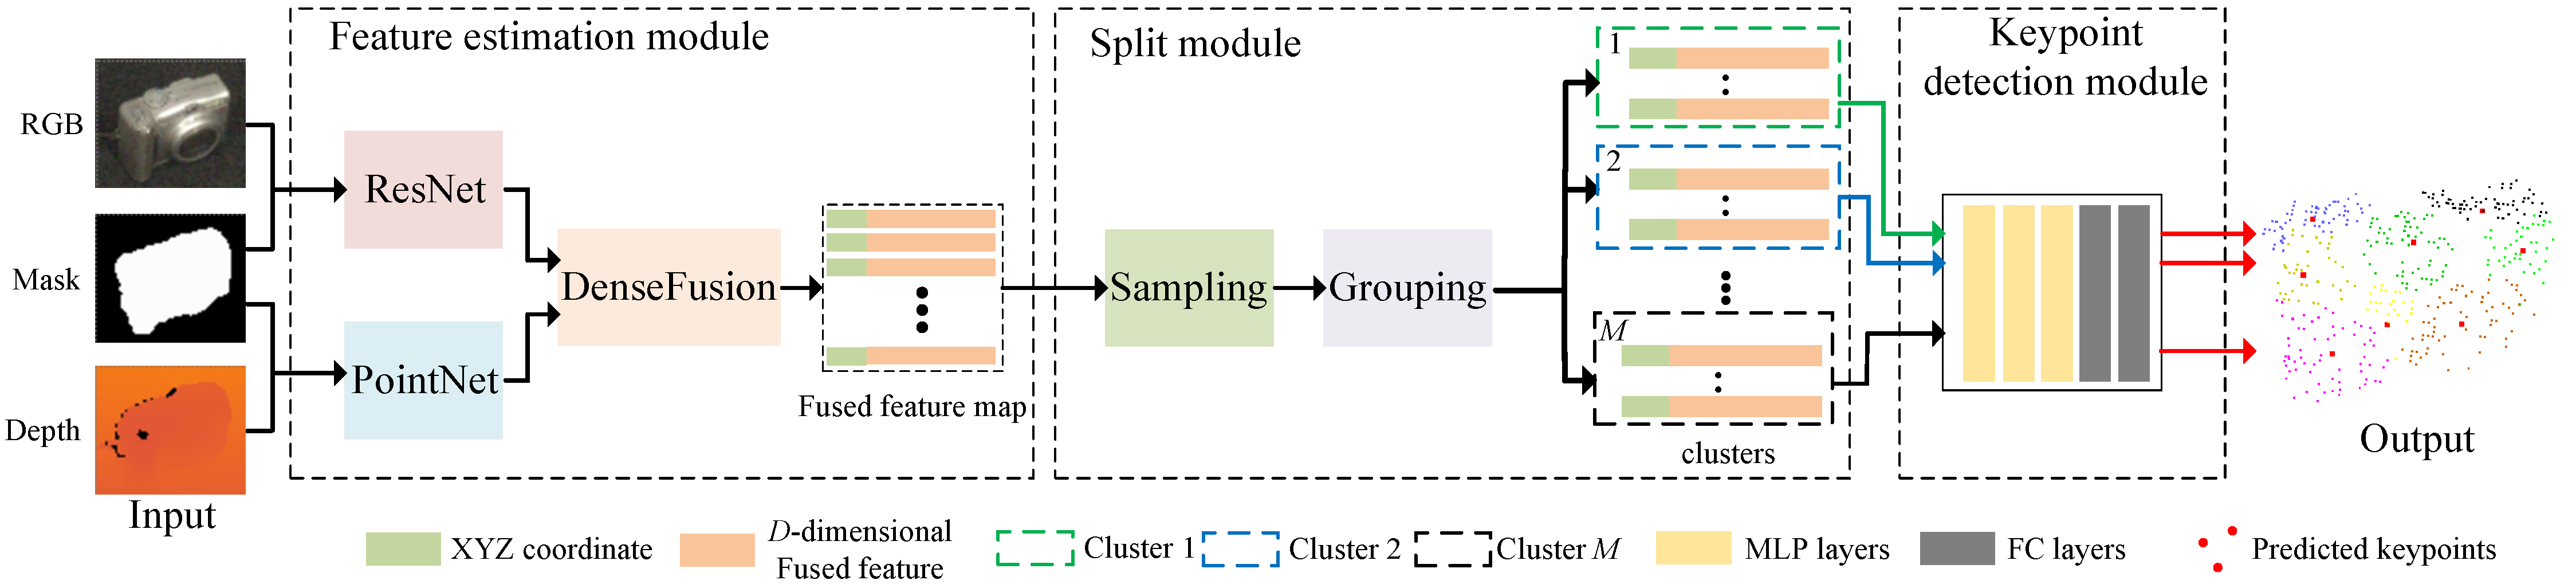 Feature estimation module
Split module
Keypoint
detection module
RGB
Mask
Depth
Input
ResNet
PointNet
DenseFusion
Fused feature map
Sampling
Grouping
1
2
M
clusters
Output
XYZ coordinate
D-dimensional
Fused feature
Cluster 1
Cluster 2
Cluster M
MLP layers
FC layers
Predicted keypoints